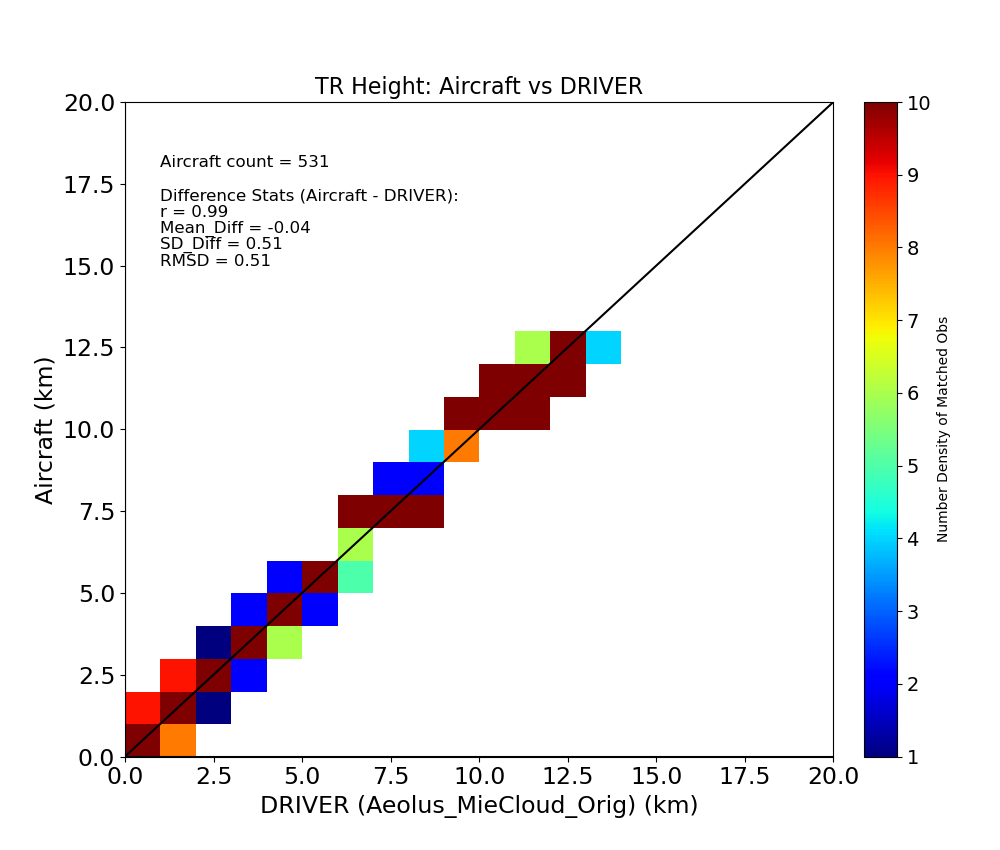 TR Height: Aircraft vs DRIVER
Aircraft count = 531
Difference Stats (Aircraft - DRIVER):
r = 0.99
Mean_Diff = -0.04
SD_Diff = 0.51
RMSD = 0.51
20.0
17.5
15.0
12.5
10.0
7.5
5.0
2.5
0.0
Aircraft (km)
0.0 2.5 5.0 7.5 10.0 12.5 15.0 17.5 20.0
DRIVER (Aeolus_MieCloud_Orig) (km)
10
9
8
7
6
5
4
3
2
1
Number Density of Matched Obs